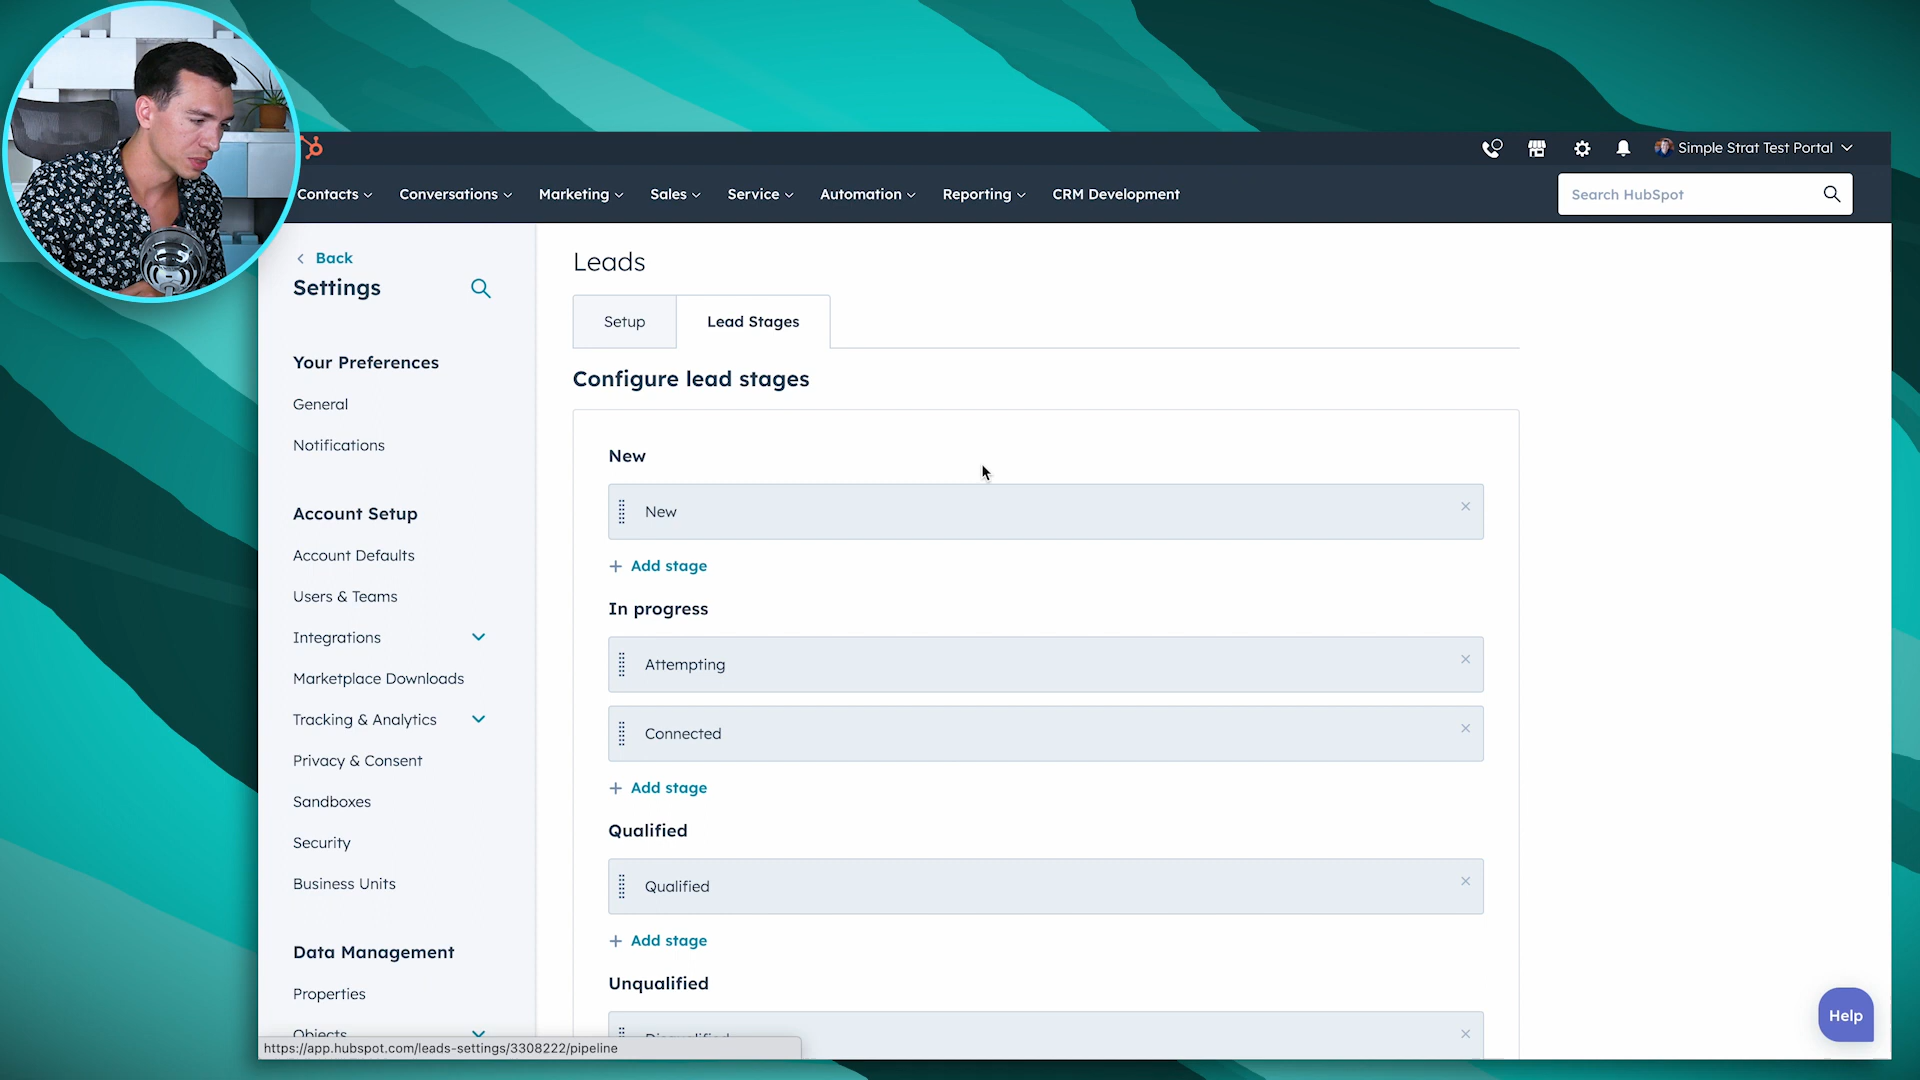 Simple Strat Test Portal
Contacts
Conversations
Marketing
Sales
Service
Automation
Reporting
CRM Development
Search HubSpot
Back
Settings
Your Preferences
General
Notifications
Account Setup
Account Defaults
Users & Teams
Integrations
Marketplace Downloads
Tracking & Analytics
Privacy & Consent
Sandboxes
Security
Business Units
Data Management
Properties
Objects
https://app.hubspot.com/leads-settings/3308222/pipeline
Leads
Setup
Lead Stages
Configure lead stages
New
New
+ Add stage
In progress
Attempting
Connected
+ Add stage
Qualified
Qualified
+ Add stage
Unqualified
Disqualified
Help